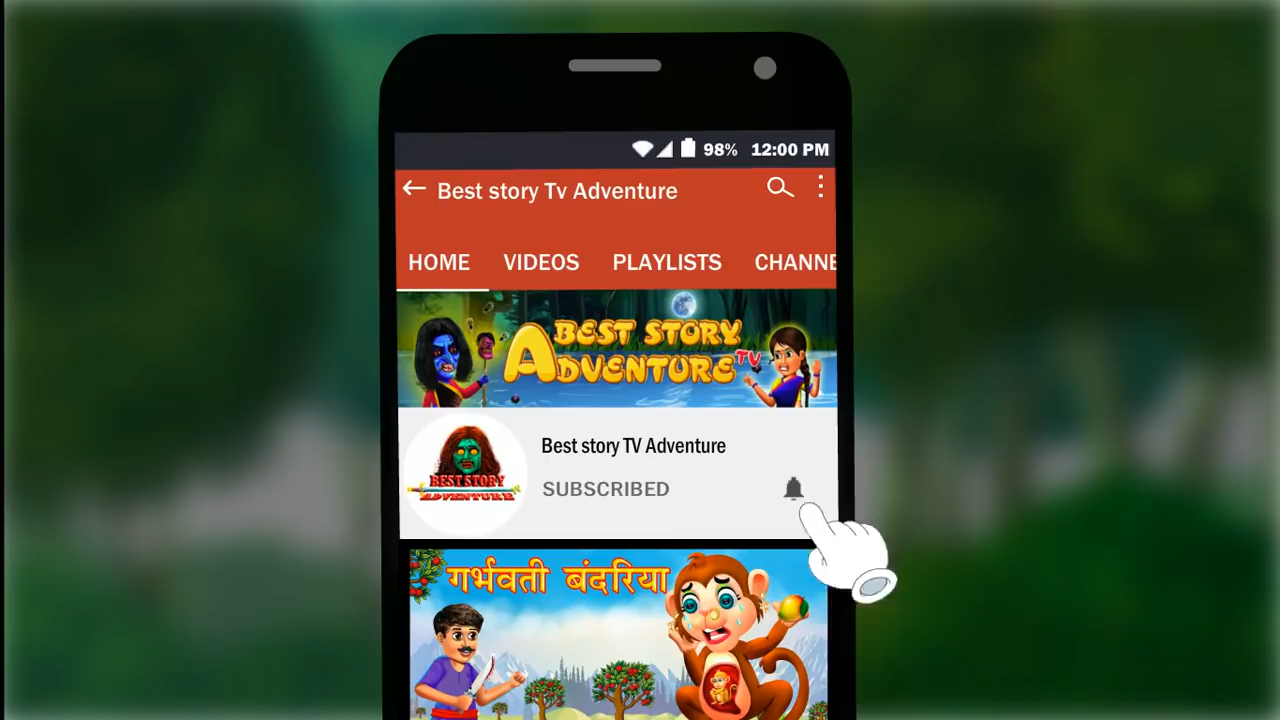 98% 12:00 PM
Best story Tv Adventure
HOME VIDEOS PLAYLISTS CHANNE
BEST STORY
ADVENTURE TV
Best story TV Adventure
BEST STORY
ADVENTURE TV
SUBSCRIBED
गर्भवती बंदरिया